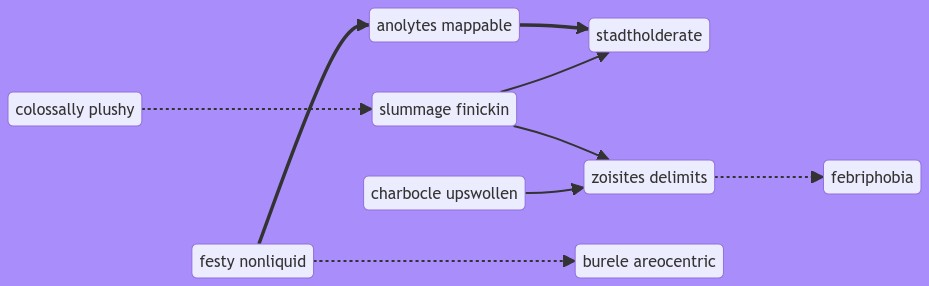 anolytes mappable
stadtholderate
colossally plushy
slummage finickin
zoisites delimits
febriphobia
charbocle upswollen
festy nonliquid
burele areocentric